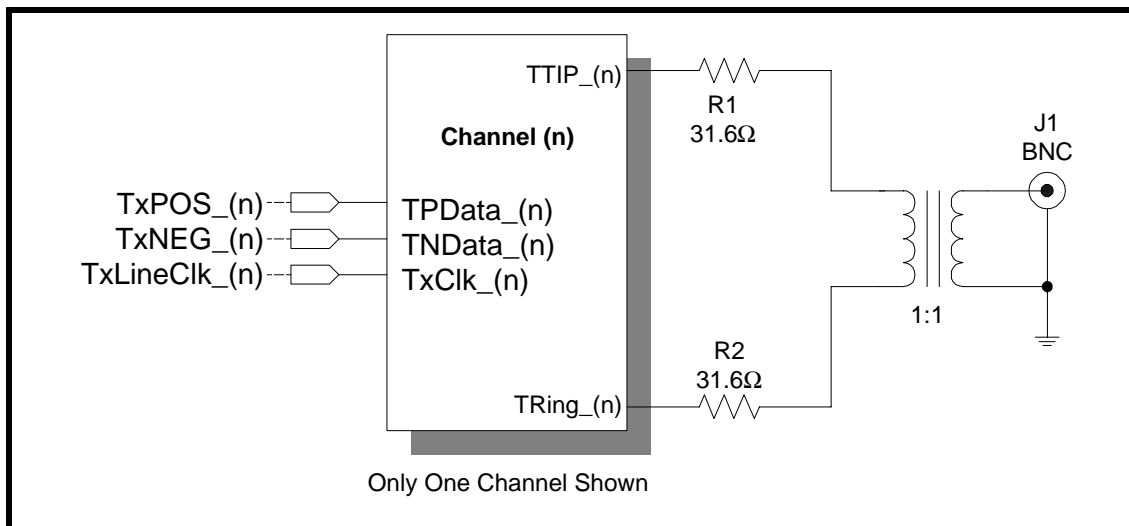 TTIP_(n)
R1
31.6Ω
Channel (n)
J1
BNC
TxPOS_(n)
TPData_(n)
TxNEG_(n)
TNData_(n)
TxLineClk_(n)
TxClk_(n)
1:1
R2
31.6Ω
TRing_(n)
Only One Channel Shown